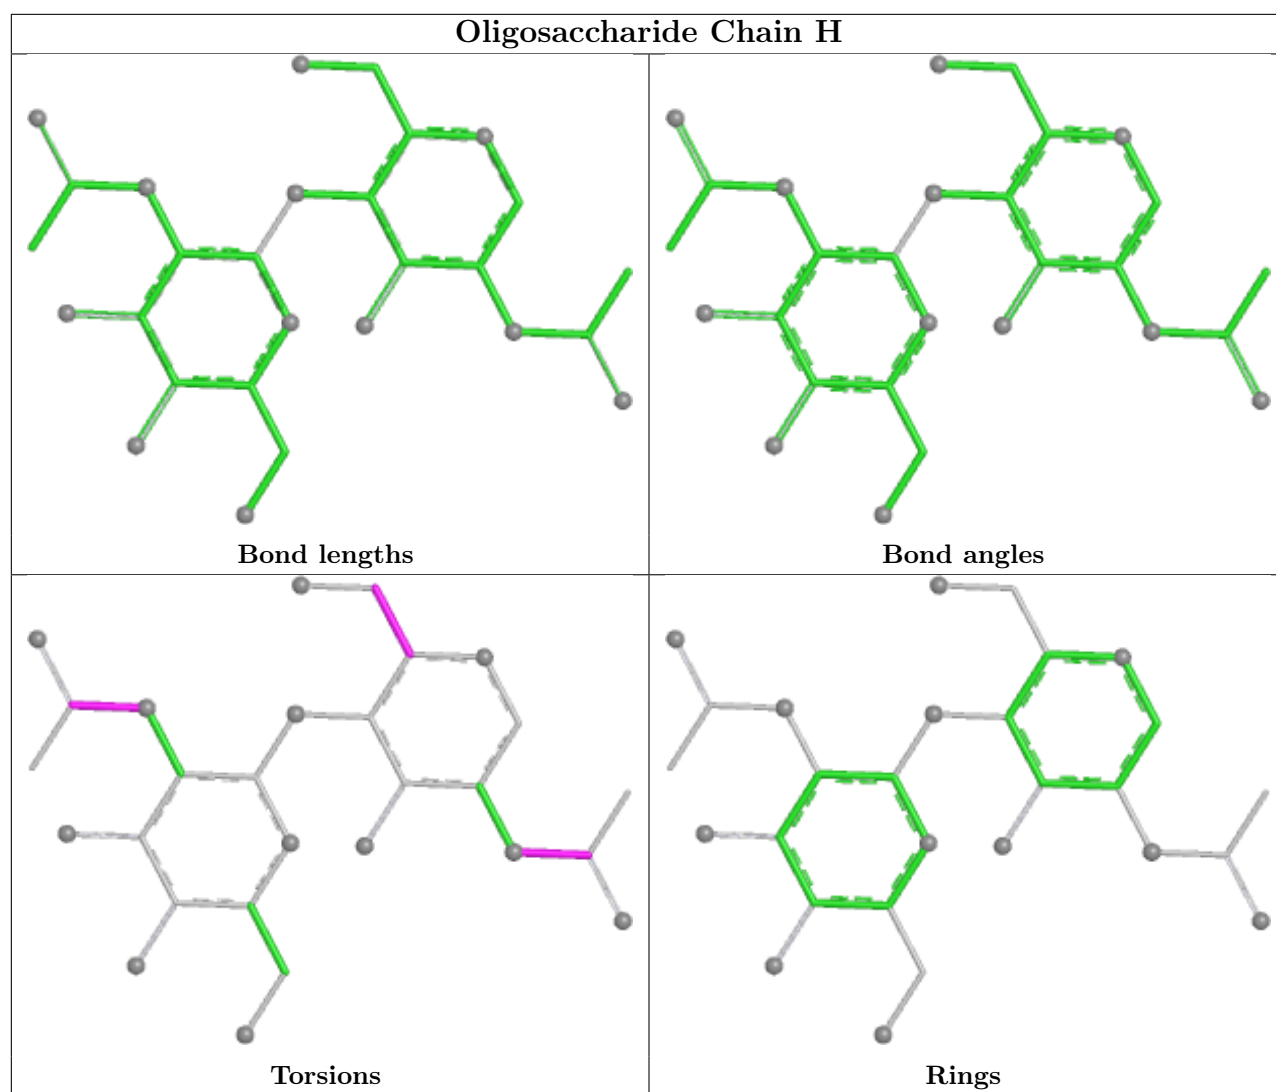 Oligosaccharide Chain H
Bond lengths
Bond angles
Torsions
Rings